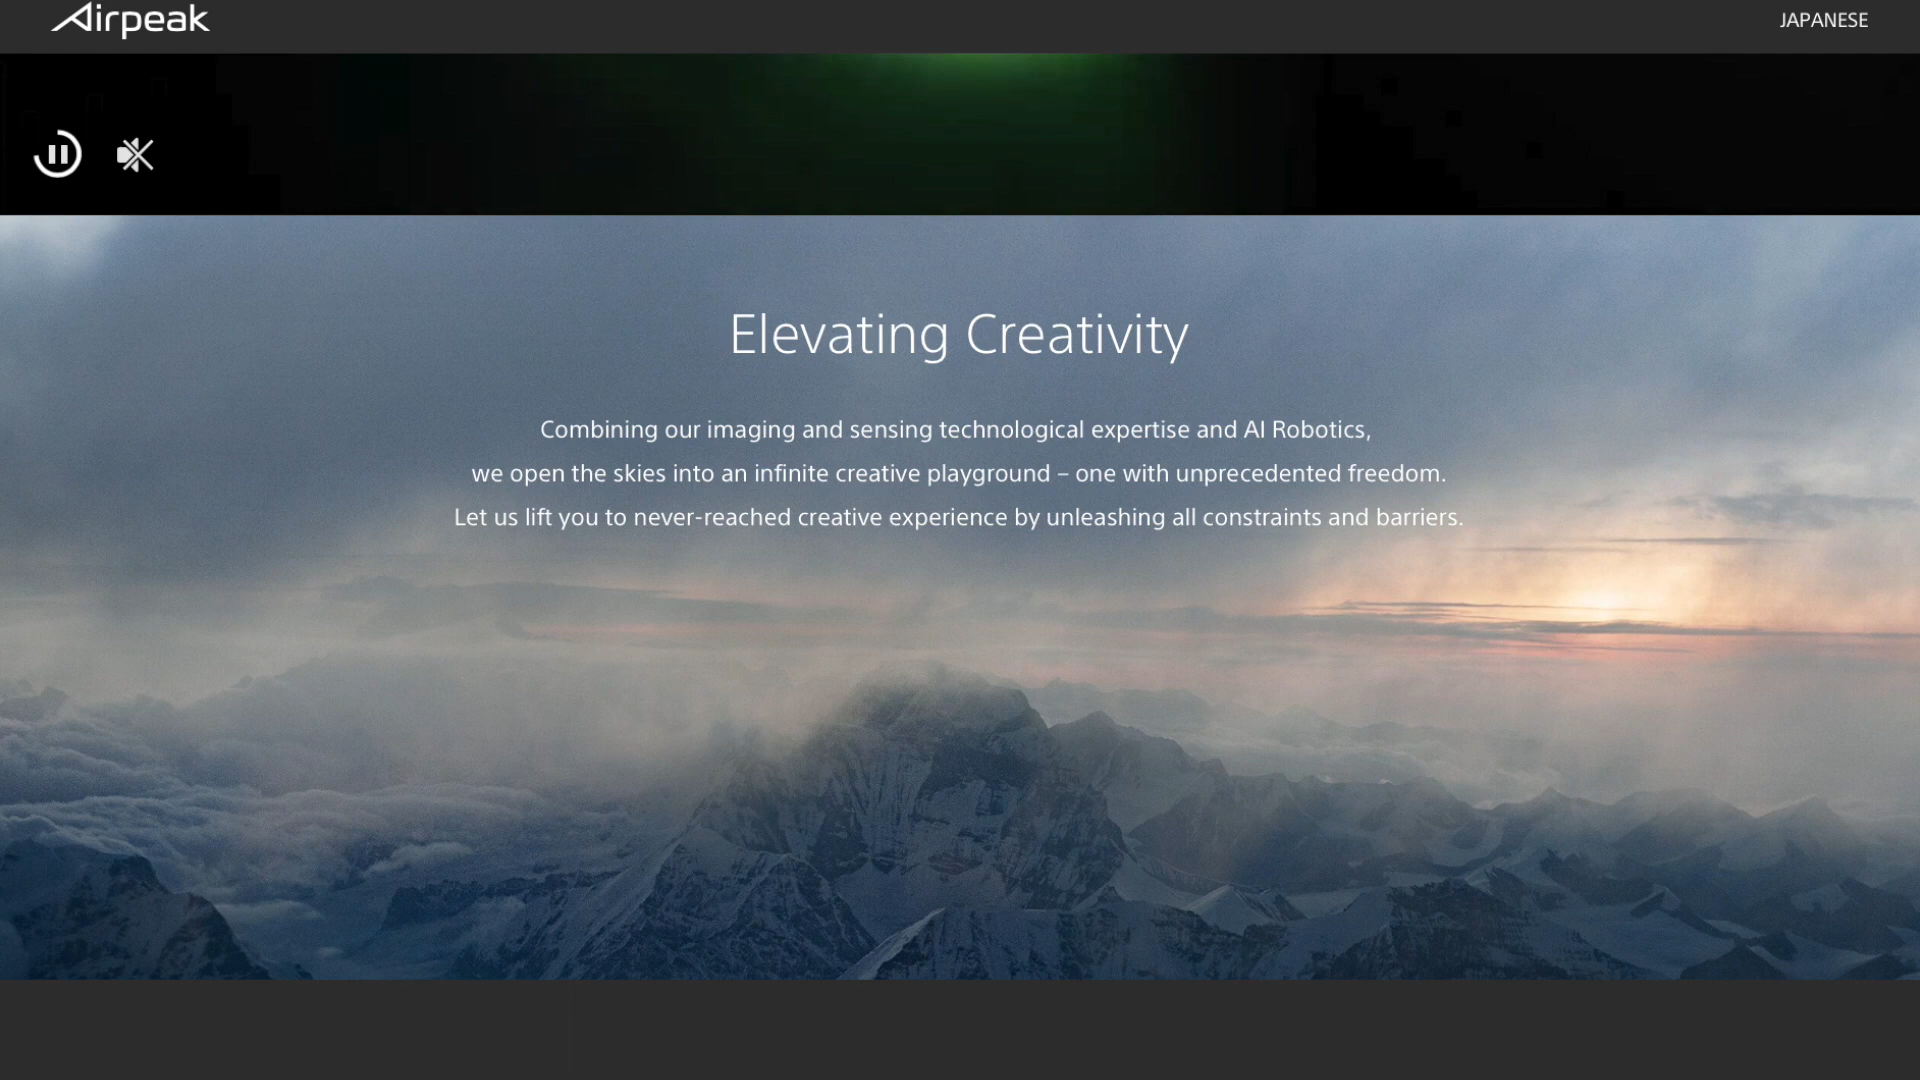 Airpeak
JAPANESE
Elevating Creativity
Combining our imaging and sensing technological expertise and AI Robotics,
we open the skies into an infinite creative playground – one with unprecedented freedom.
Let us lift you to never-reached creative experience by unleashing all constraints and barriers.